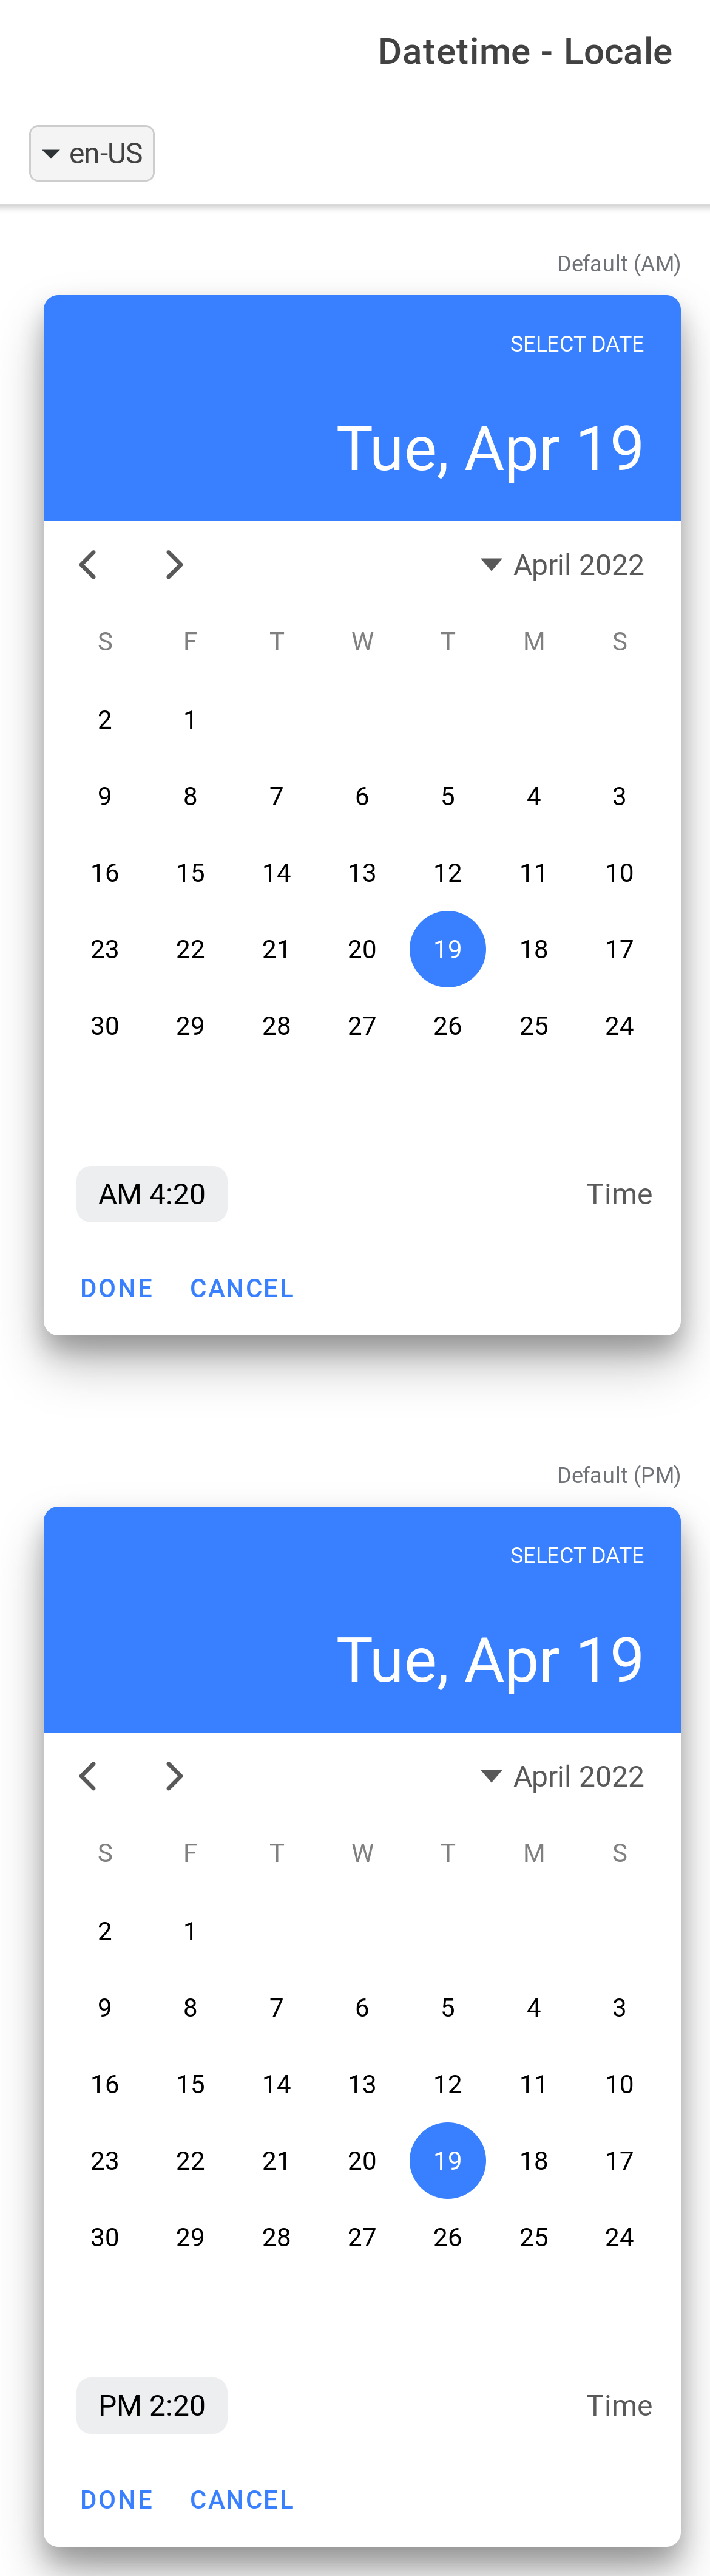 Datetime - Locale
en-US
Default (AM)
SELECT DATE
Tue, Apr 19
April 2022
S F T W T M S
2 1
9 8 7 6 5 4 3
16 15 14 13 12 11 10
23 22 21 20 19 18 17
30 29 28 27 26 25 24
AM 4:20 Time
DONE CANCEL
Default (PM)
SELECT DATE
Tue, Apr 19
April 2022
S F T W T M S
2 1
9 8 7 6 5 4 3
16 15 14 13 12 11 10
23 22 21 20 19 18 17
30 29 28 27 26 25 24
PM 2:20 Time
DONE CANCEL